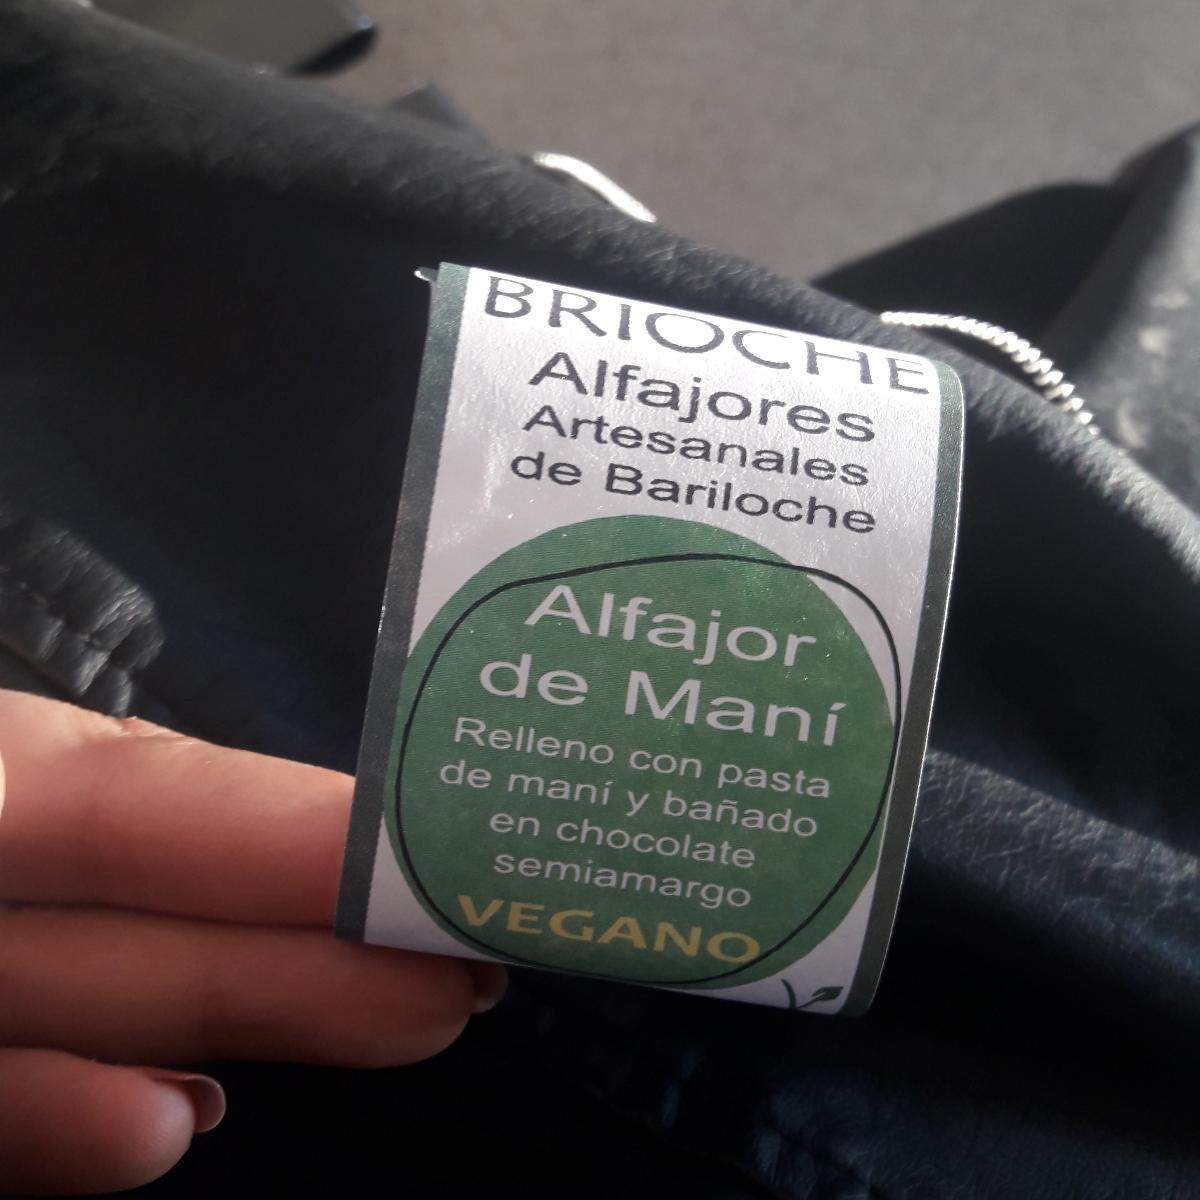 BRIOCHE
Alfajores
Artesanales
de Bariloche
Alfajor
de Maní
Relleno con pasta
de maní y bañado
en chocolate
semiamargo
VEGANO